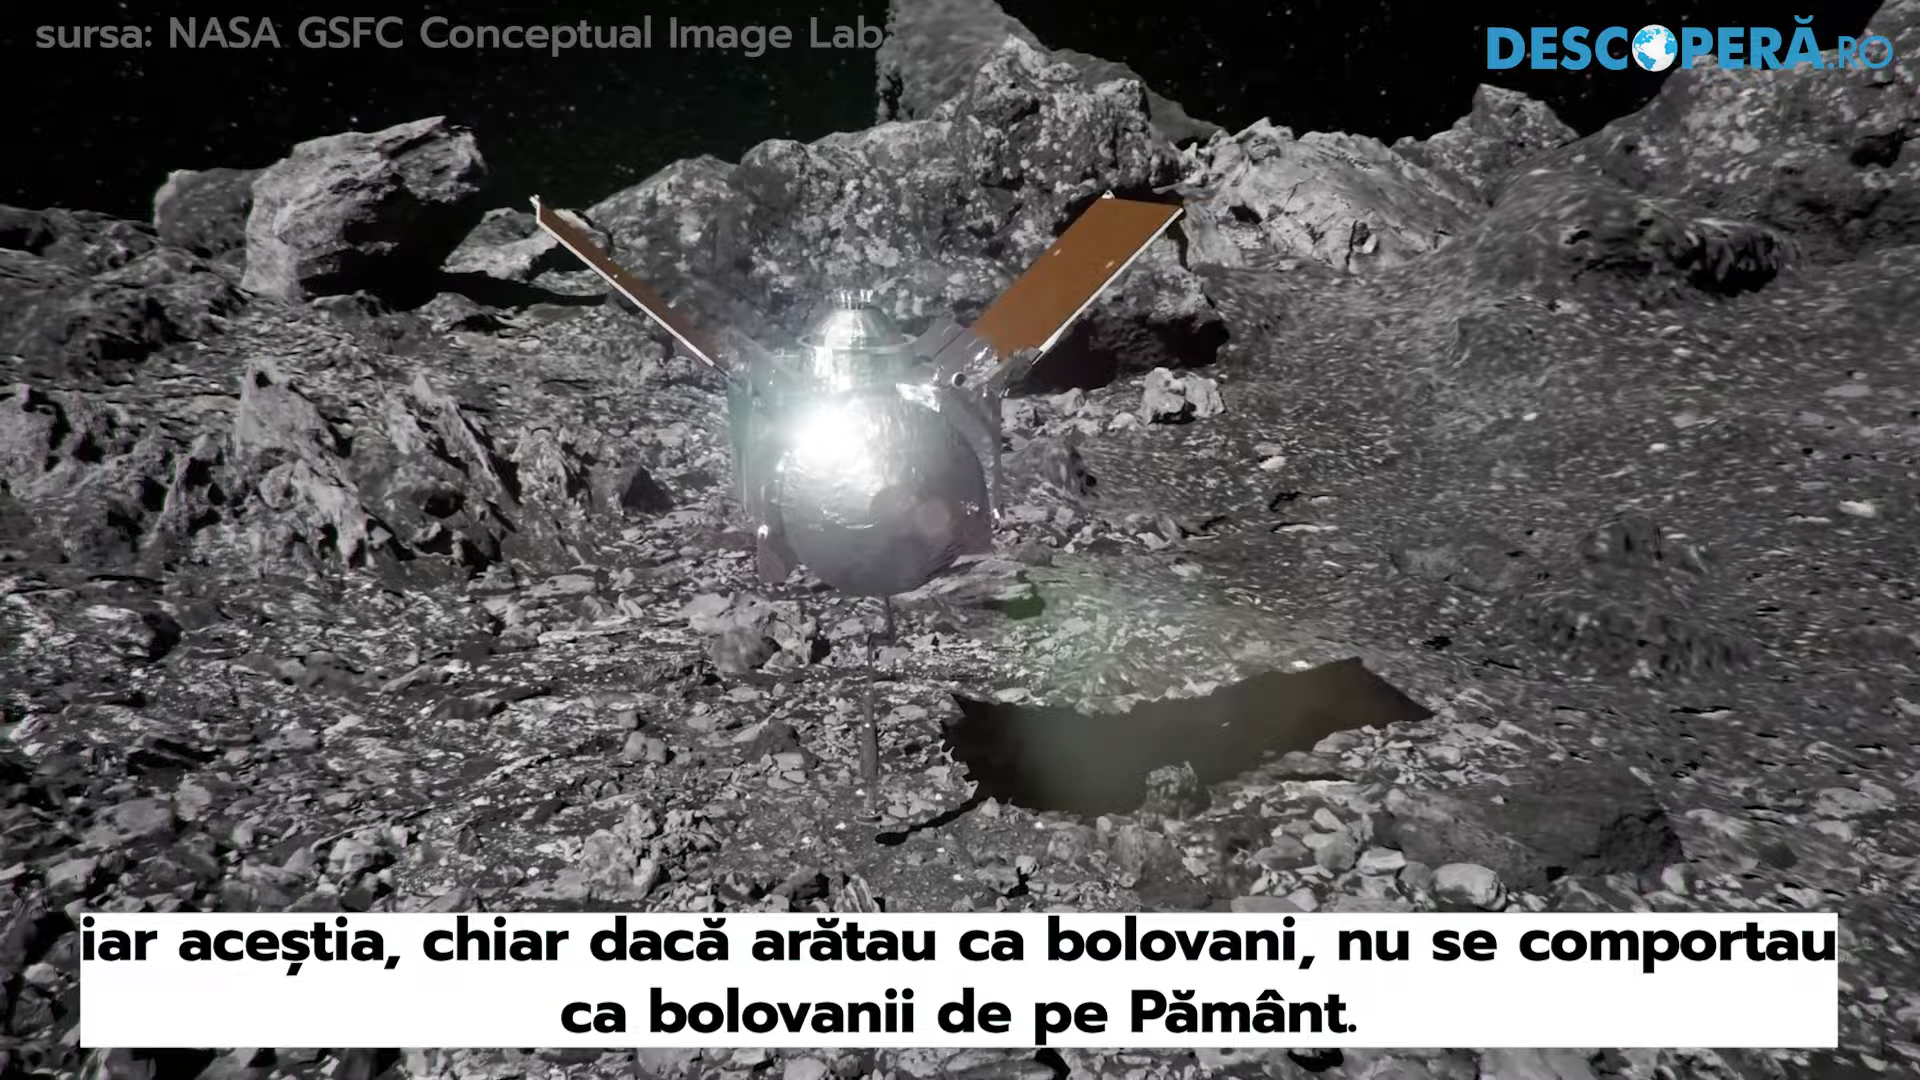 sursa: NASA GSFC Conceptual Image Lab
DESCOPERĂ.RO
iar aceștia, chiar dacă arătau ca bolovani, nu se comportau
ca bolovanii de pe Pământ.